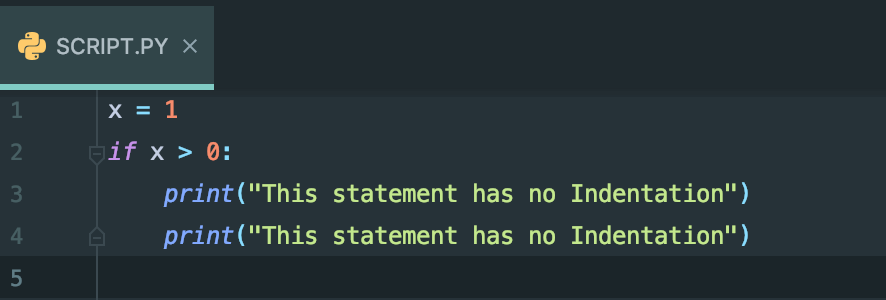 SCRIPT.PY ×
1 x = 1
2 if x > 0:
3     print("This statement has no Indentation")
4     print("This statement has no Indentation")
5